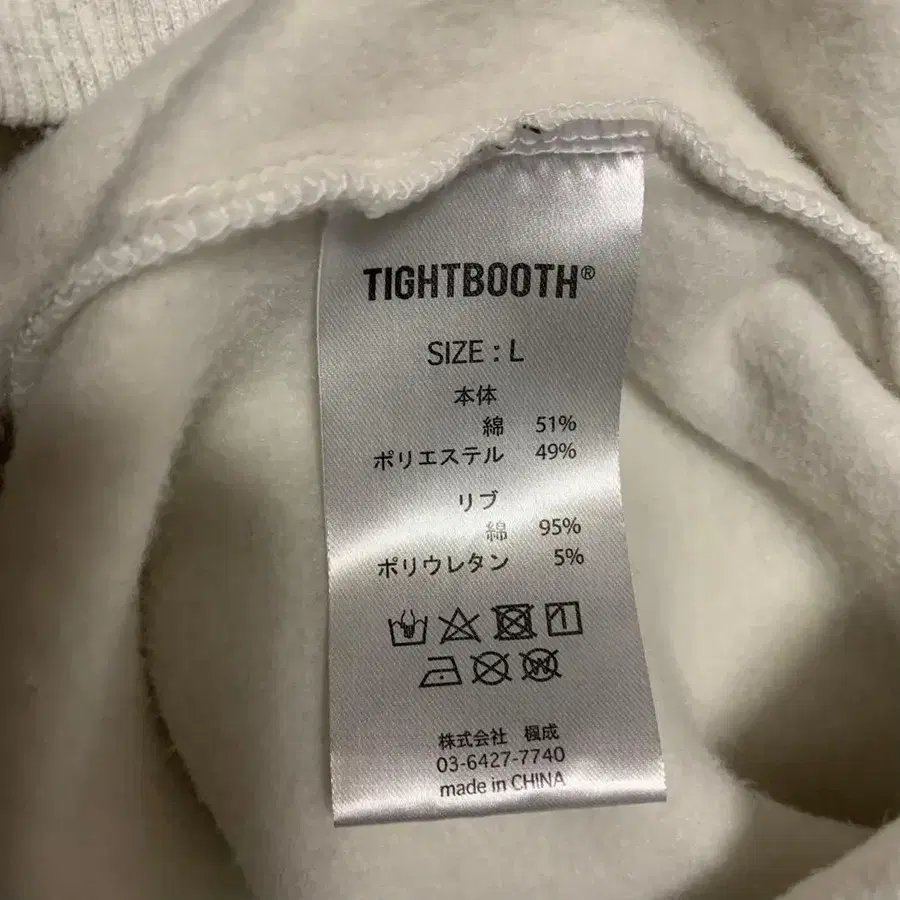 TIGHTBOOTH®
SIZE : L
本体
綿 51%
ポリエステル 49%
リブ
綿 95%
ポリウレタン 5%
株式会社 楓成
03-6427-7740
made in CHINA